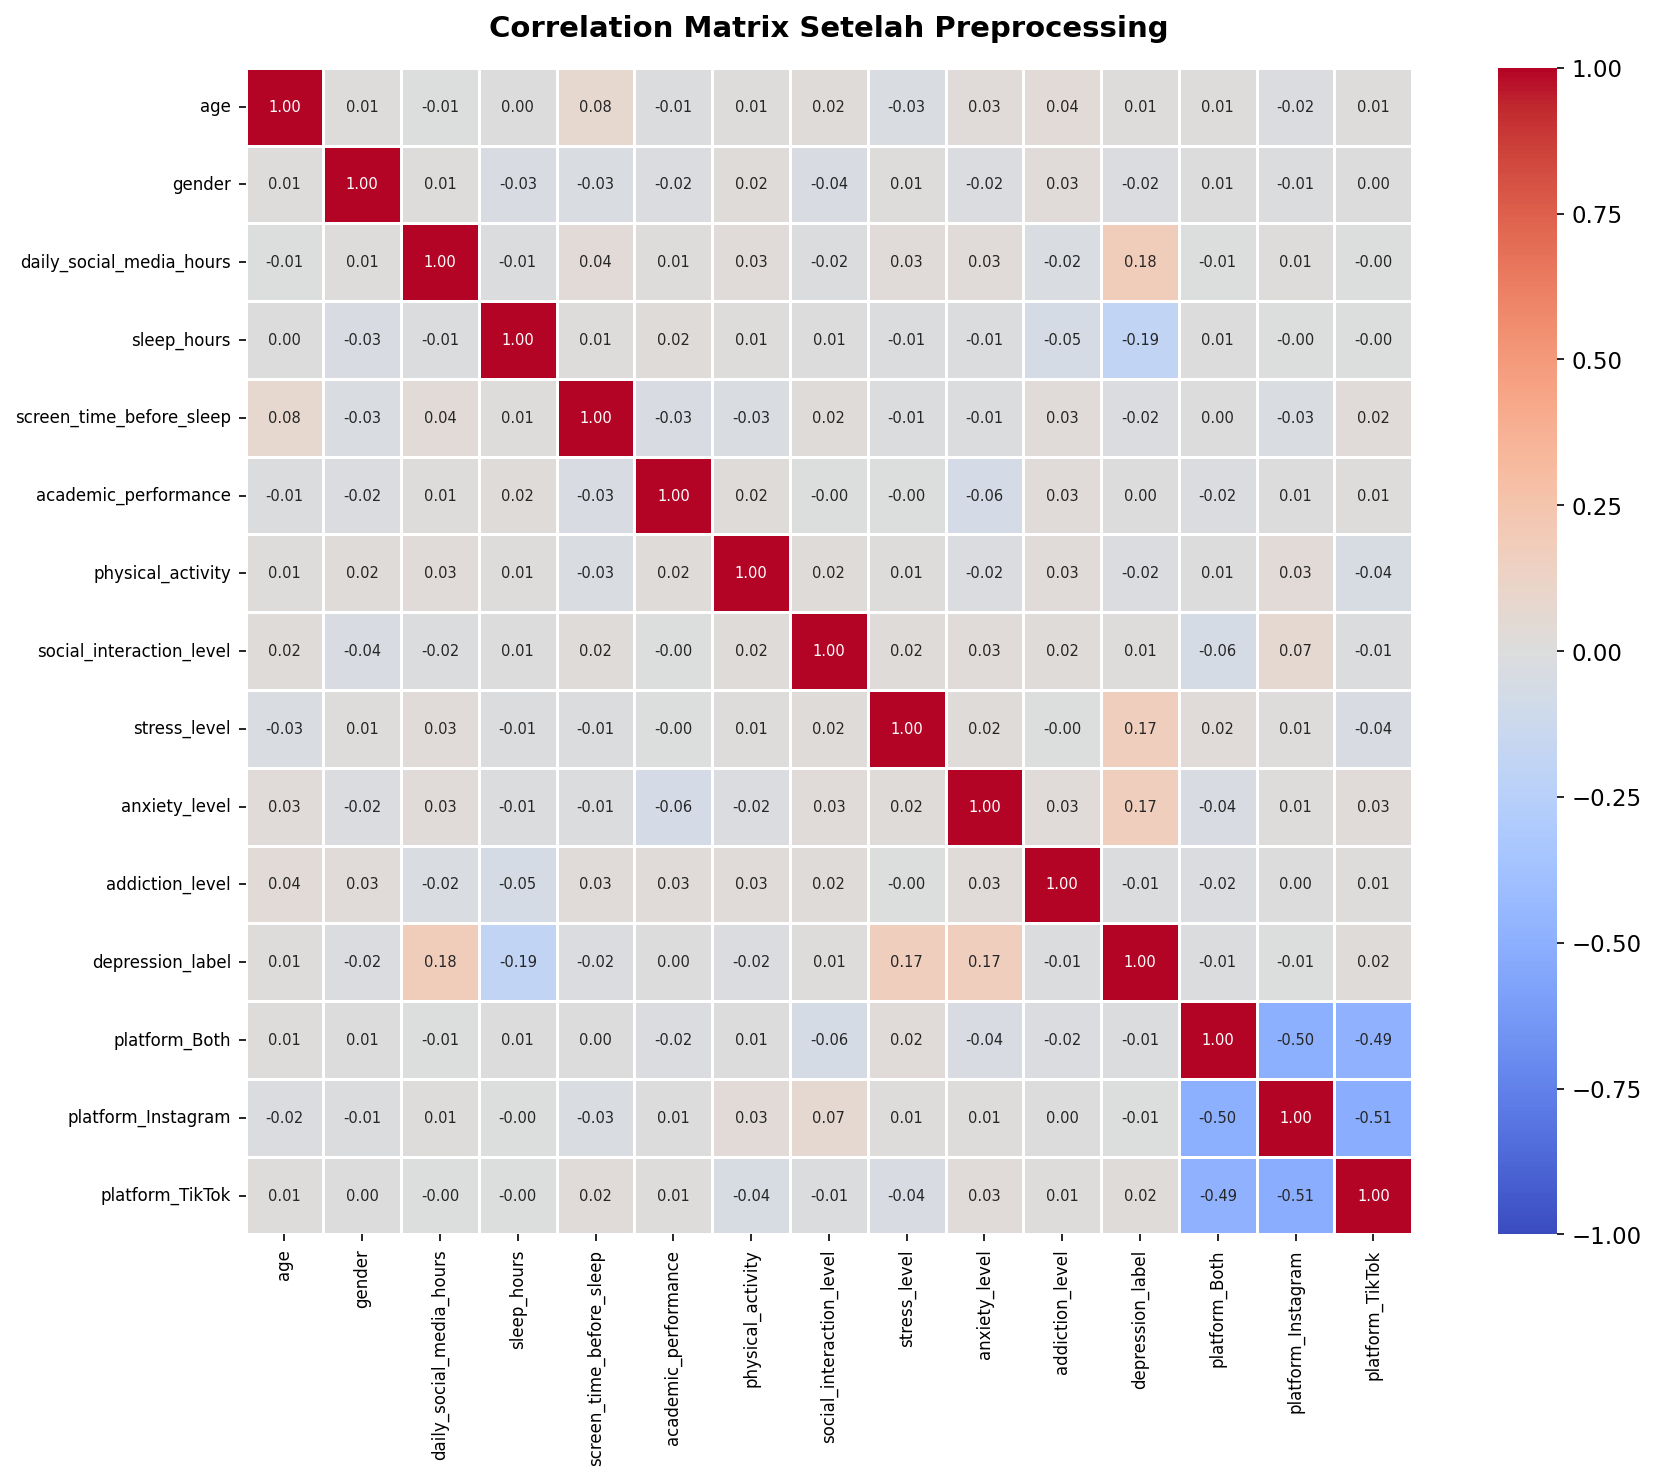 Correlation Matrix Setelah Preprocessing
age 1.00 0.01 -0.01 0.00 0.08 -0.01 0.01 0.02 -0.03 0.03 0.04 0.01 0.01 -0.02 0.01
gender 0.01 1.00 0.01 -0.03 -0.03 -0.02 0.02 -0.04 0.01 -0.02 0.03 -0.02 0.01 -0.01 0.00
daily_social_media_hours -0.01 0.01 1.00 -0.01 0.04 0.01 0.03 -0.02 0.03 0.03 -0.02 0.18 -0.01 0.01 -0.00
sleep_hours 0.00 -0.03 -0.01 1.00 0.01 0.02 0.01 0.01 -0.01 -0.01 -0.05 -0.19 0.01 -0.00 -0.00
screen_time_before_sleep 0.08 -0.03 0.04 0.01 1.00 -0.03 -0.03 0.02 -0.01 -0.01 0.03 -0.02 0.00 -0.03 0.02
academic_performance -0.01 -0.02 0.01 0.02 -0.03 1.00 0.02 -0.00 -0.00 -0.06 0.03 0.00 -0.02 0.01 0.01
physical_activity 0.01 0.02 0.03 0.01 -0.03 0.02 1.00 0.02 0.01 -0.02 0.03 -0.02 0.01 0.03 -0.04
social_interaction_level 0.02 -0.04 -0.02 0.01 0.02 -0.00 0.02 1.00 0.02 0.03 0.02 0.01 -0.06 0.07 -0.01
stress_level -0.03 0.01 0.03 -0.01 -0.01 -0.00 0.01 0.02 1.00 0.02 -0.00 0.17 0.02 0.01 -0.04
anxiety_level 0.03 -0.02 0.03 -0.01 -0.01 -0.06 -0.02 0.03 0.02 1.00 0.03 0.17 -0.04 0.01 0.03
addiction_level 0.04 0.03 -0.02 -0.05 0.03 0.03 0.03 0.02 -0.00 0.03 1.00 -0.01 -0.02 0.00 0.01
depression_label 0.01 -0.02 0.18 -0.19 -0.02 0.00 -0.02 0.01 0.17 0.17 -0.01 1.00 -0.01 -0.01 0.02
platform_Both 0.01 0.01 -0.01 0.01 0.00 -0.02 0.01 -0.06 0.02 -0.04 -0.02 -0.01 1.00 -0.50 -0.49
platform_Instagram -0.02 -0.01 0.01 -0.00 -0.03 0.01 0.03 0.07 0.01 0.01 0.00 -0.01 -0.50 1.00 -0.51
platform_TikTok 0.01 0.00 -0.00 -0.00 0.02 0.01 -0.04 -0.01 -0.04 0.03 0.01 0.02 -0.49 -0.51 1.00
age
gender
daily_social_media_hours
sleep_hours
screen_time_before_sleep
academic_performance
physical_activity
social_interaction_level
stress_level
anxiety_level
addiction_level
depression_label
platform_Both
platform_Instagram
platform_TikTok
1.00
0.75
0.50
0.25
0.00
−0.25
−0.50
−0.75
−1.00